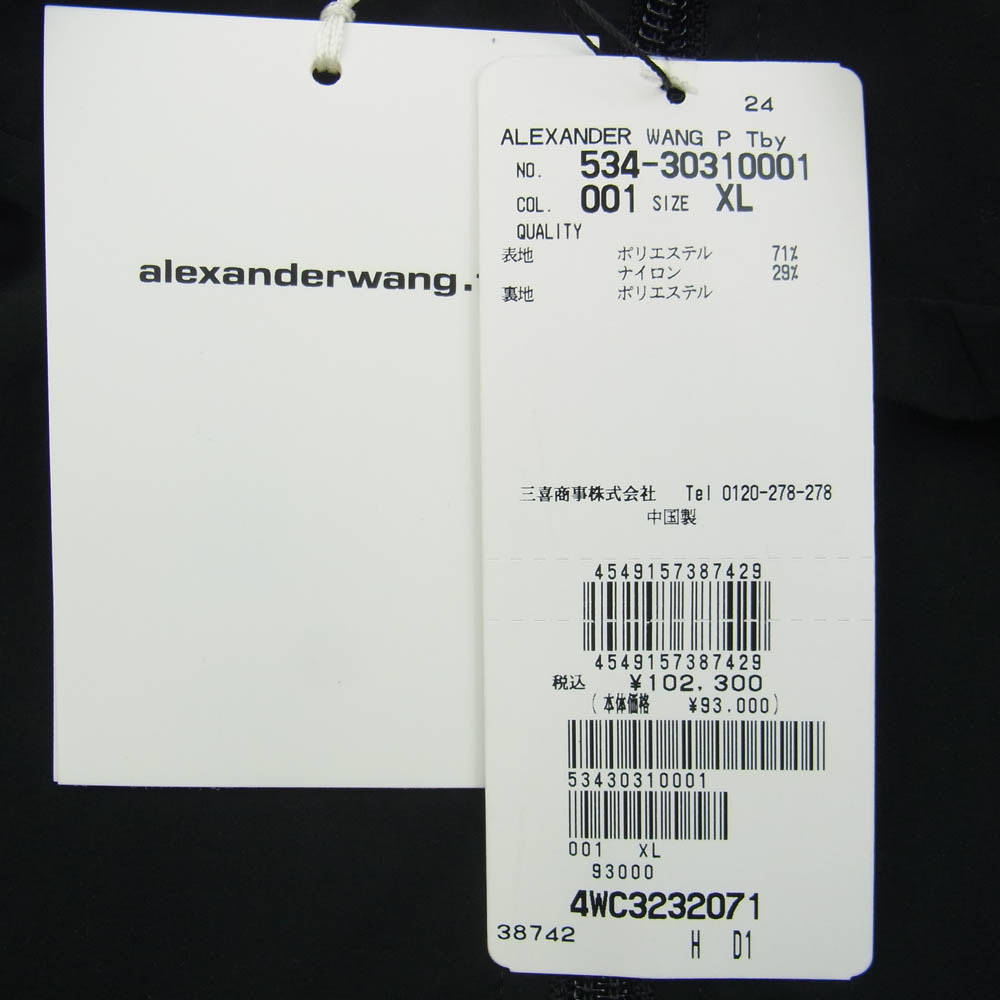 alexanderwang.
24
ALEXANDER WANG P Tby
NO. 534-30310001
COL. 001 SIZE XL
QUALITY
表地 ポリエステル 71%
ナイロン 29%
裏地 ポリエステル
三喜商事株式会社 Tel 0120-278-278
中国製
4549157387429
4549157387429
税込 ¥102,300
(本体価格 ¥93.000)
53430310001
001 XL
93000
4WC3232071
38742 H D1